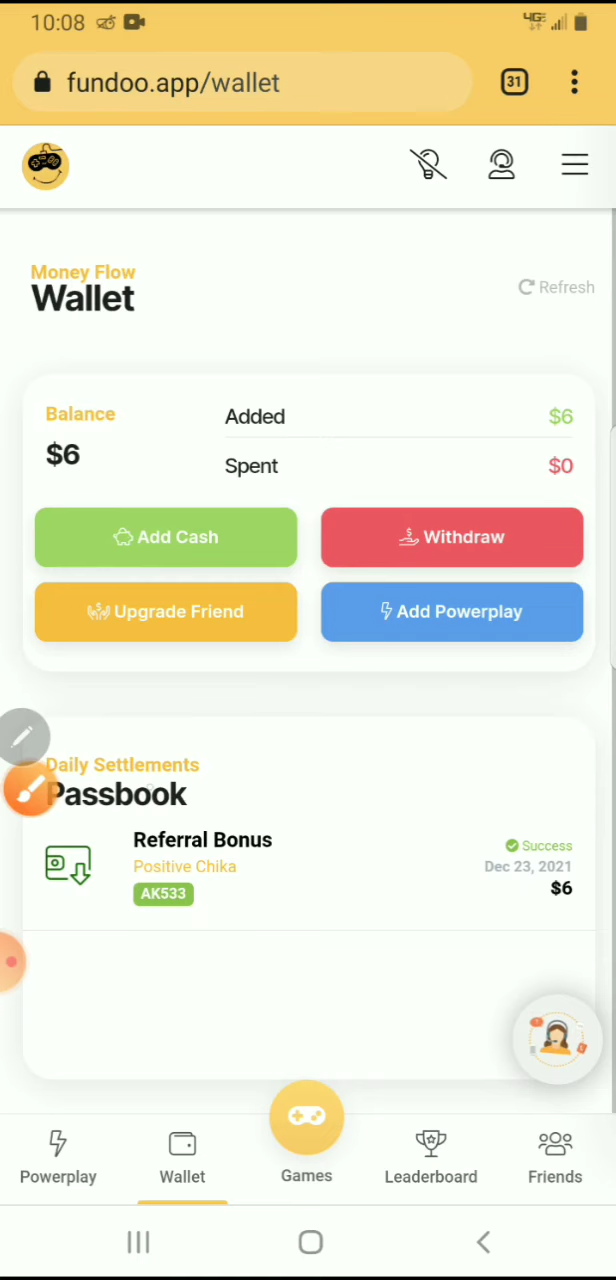 10:08
4GE
fundoo.app/wallet
31
Money Flow
Wallet
Refresh
Balance
$6
Added
$6
Spent
$0
Add Cash
Withdraw
Upgrade Friend
Add Powerplay
Daily Settlements
Passbook
Referral Bonus
Positive Chika
AK533
Success
Dec 23, 2021
$6
Powerplay
Wallet
Games
Leaderboard
Friends